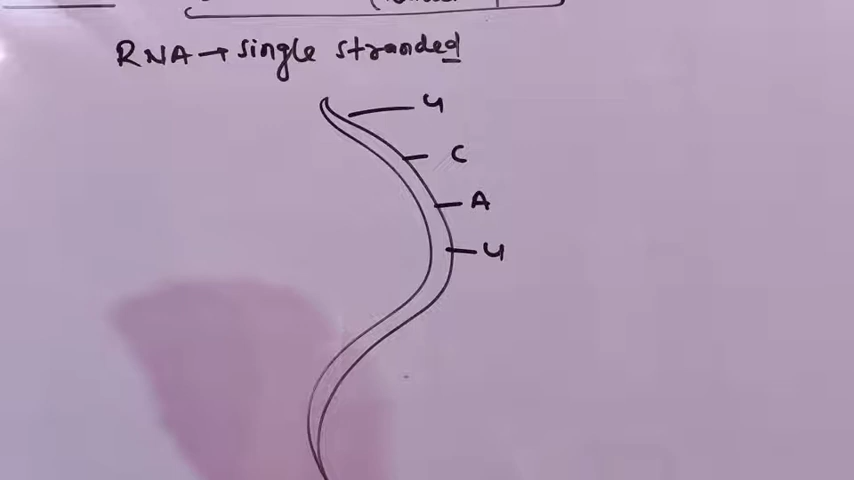 RNA → single stranded
U
C
A
U